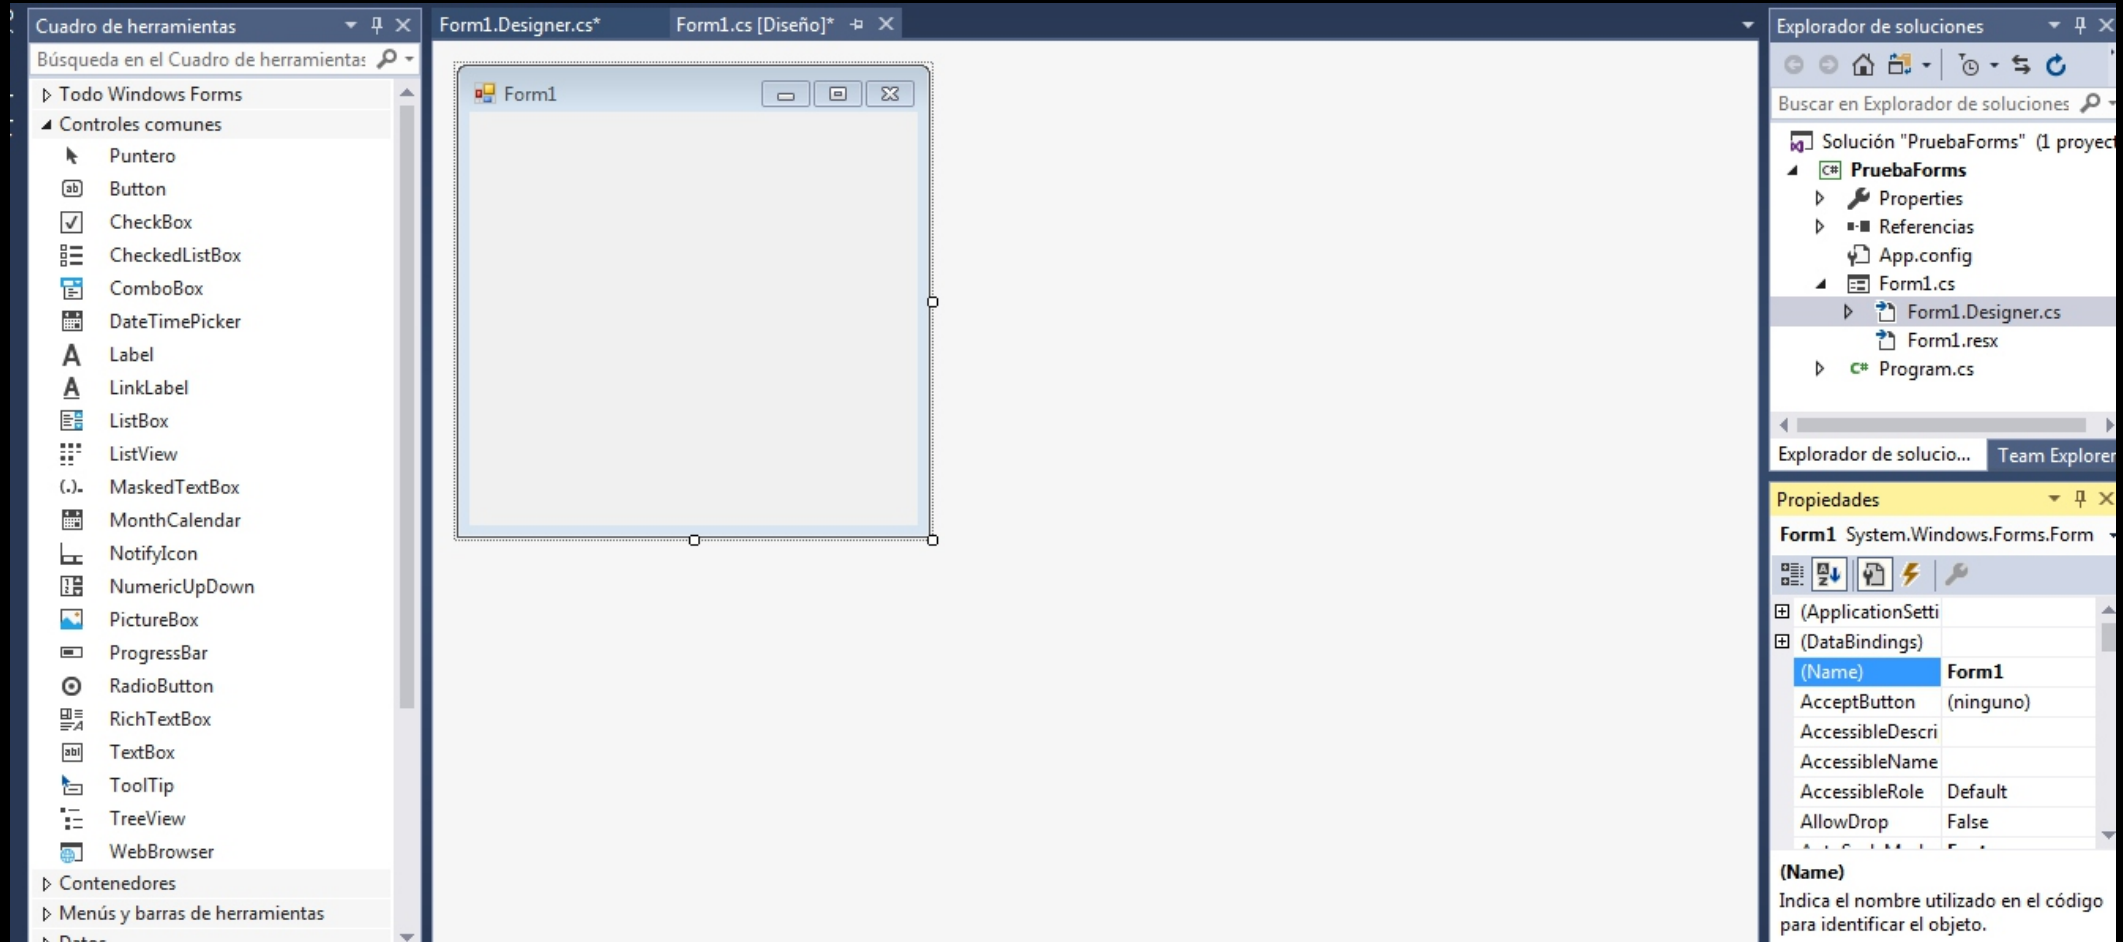 Cuadro de herramientas
Búsqueda en el Cuadro de herramientas
Todo Windows Forms
Controles comunes
Puntero
Button
CheckBox
CheckedListBox
ComboBox
DateTimePicker
Label
LinkLabel
ListBox
ListView
MaskedTextBox
MonthCalendar
NotifyIcon
NumericUpDown
PictureBox
ProgressBar
RadioButton
RichTextBox
TextBox
ToolTip
TreeView
WebBrowser
Contenedores
Menús y barras de herramientas
Form1.Designer.cs*
Form1.cs [Diseño]*
Form1
Explorador de soluciones
Buscar en Explorador de soluciones
Solución "PruebaForms" (1 proyect
PruebaForms
Properties
Referencias
App.config
Form1.cs
Form1.Designer.cs
Form1.resx
Program.cs
Explorador de solucio... Team Explorer
Propiedades
Form1 System.Windows.Forms.Form
(ApplicationSetti
(DataBindings)
(Name) Form1
AcceptButton (ninguno)
AccessibleDescri
AccessibleName
AccessibleRole Default
AllowDrop False
(Name)
Indica el nombre utilizado en el código
para identificar el objeto.